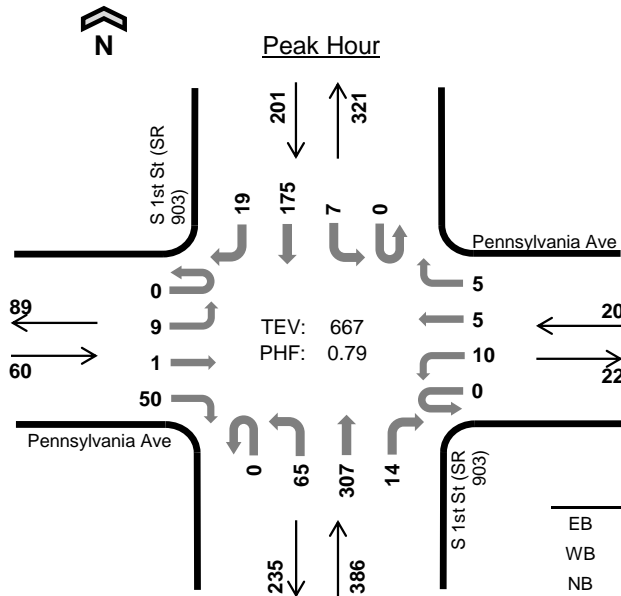 N
Peak Hour
201
321
S 1st St (SR
903)
19
175
7
0
Pennsylvania Ave
0
9
1
50
89
60
TEV: 667
PHF: 0.79
5
5
10
0
20
22
Pennsylvania Ave
0
65
307
14
S 1st St (SR
903)
235
386
EB
WB
NB